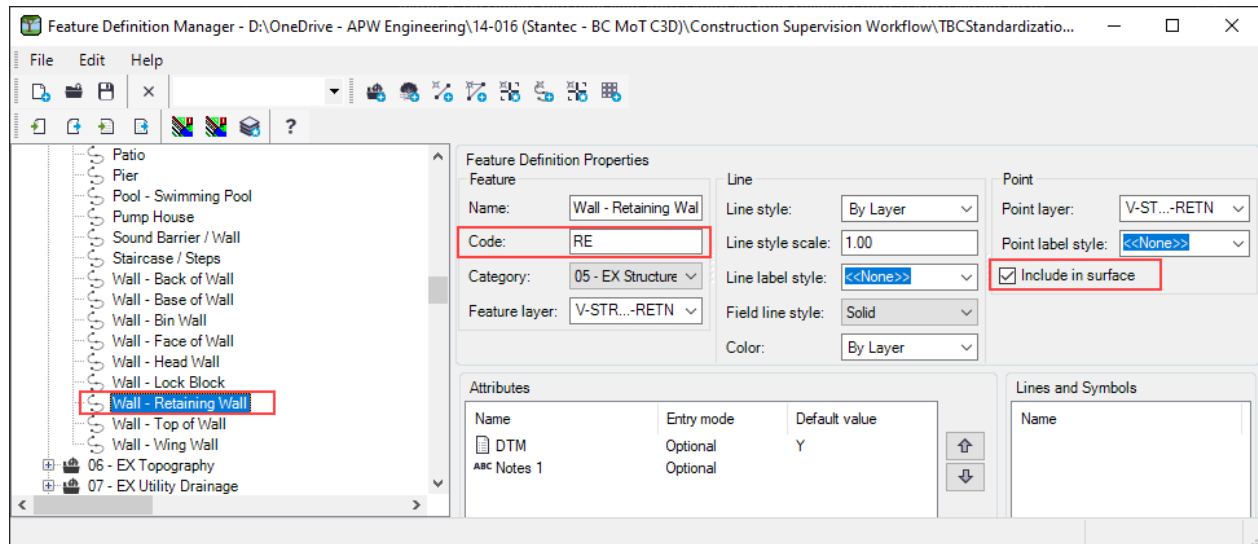 Feature Definition Manager - D:\OneDrive - APW Engineering\14-016 (Stantec - BC MoT C3D)\Construction Supervision Workflow\TBCStandardizatio...
File Edit Help
?
Patio
Pier
Pool - Swimming Pool
Pump House
Sound Barrier / Wall
Staircase / Steps
Wall - Back of Wall
Wall - Base of Wall
Wall - Bin Wall
Wall - Face of Wall
Wall - Head Wall
Wall - Lock Block
Wall - Retaining Wall
Wall - Top of Wall
Wall - Wing Wall
06 - EX Topography
07 - EX Utility Drainage
Feature Definition Properties
Feature
Name: Wall - Retaining Wal
Code: RE
Category: 05 - EX Structure
Feature layer: V-STR...-RETN
Line
Line style: By Layer
Line style scale: 1.00
Line label style: <<None>>
Field line style: Solid
Color: By Layer
Point
Point layer: V-ST...-RETN
Point label style: <<None>>
Include in surface
Attributes
Name Entry mode Default value
DTM Optional Y
ABC Notes 1 Optional
Lines and Symbols
Name